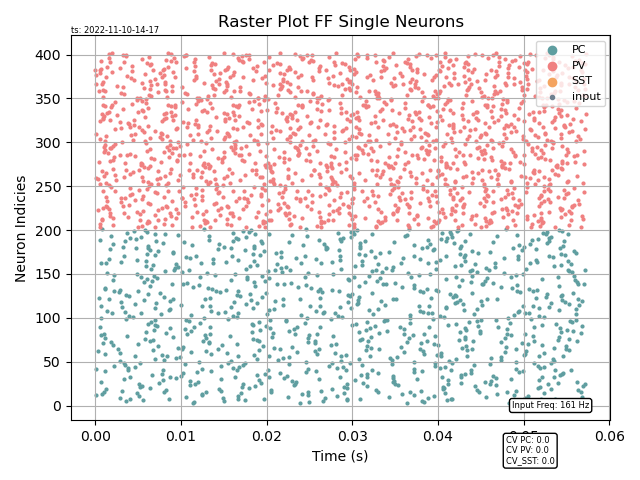 Raster Plot FF Single Neurons
ts: 2022-11-10-14-17
400
350
300
250
200
150
100
50
0
Neuron Indicies
PC
PV
SST
input
Input Freq: 161 Hz
0.00
0.01
0.02
0.03
0.04
0.05
0.06
Time (s)
CV PC: 0.0
CV PV: 0.0
CV_SST: 0.0